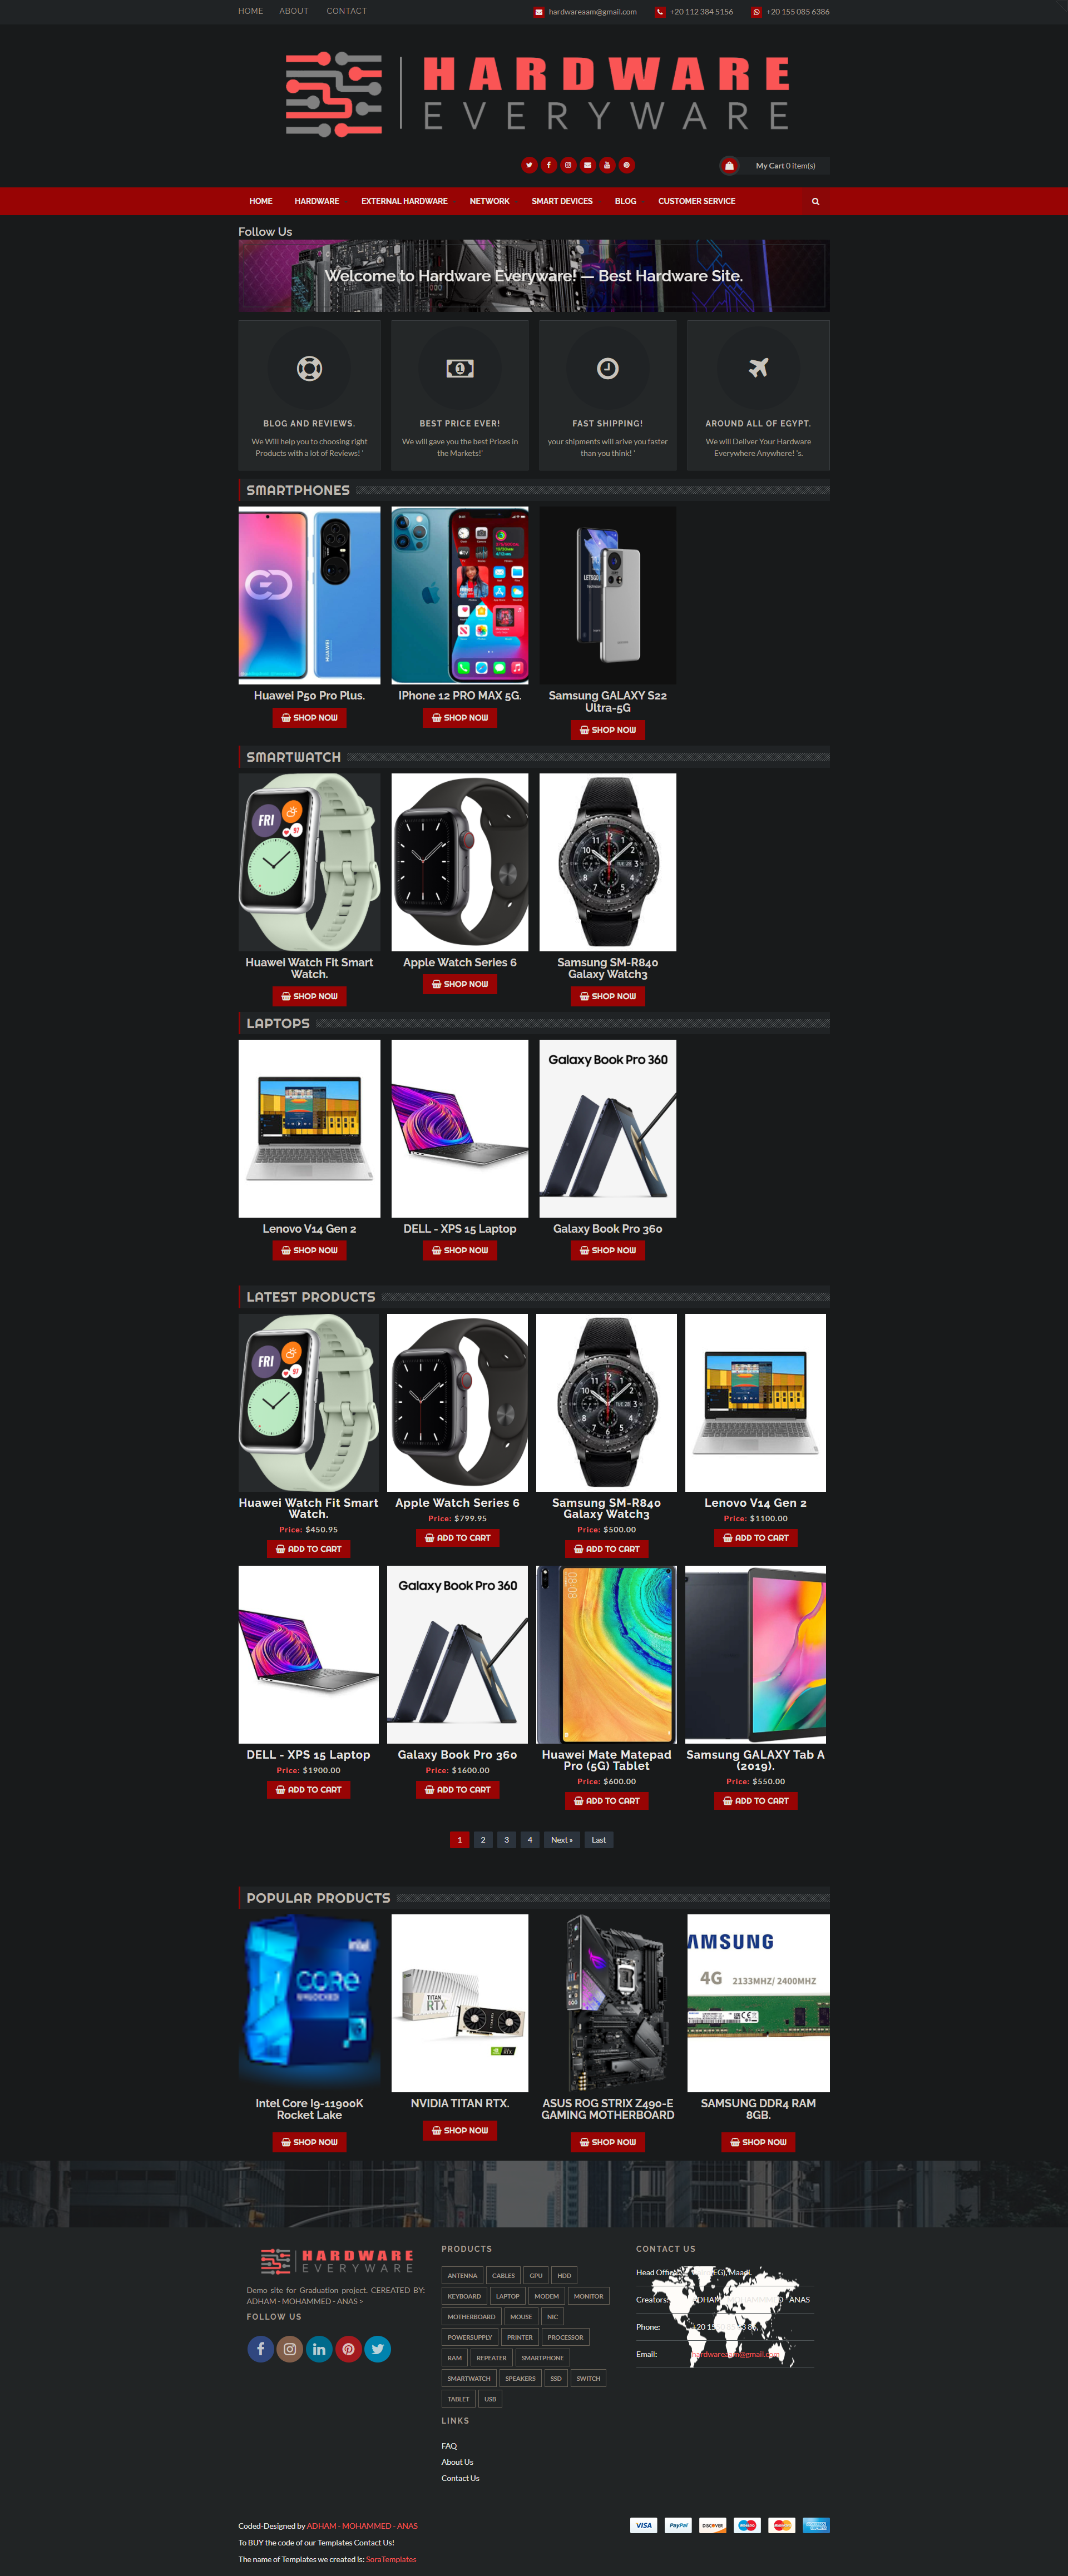 HOME ABOUT CONTACT
hardwareaam@gmail.com +20 112 384 5156 +20 155 085 6386
HARDWARE
EVERYWARE
My Cart 0 item(s)
HOME HARDWARE EXTERNAL HARDWARE NETWORK SMART DEVICES BLOG CUSTOMER SERVICE
Follow Us
Welcome to Hardware Everyware! — Best Hardware Site.
BLOG AND REVIEWS.
We Will help you to choosing right
Products with a lot of Reviews! '
BEST PRICE EVER!
We will gave you the best Prices in
the Markets!'
FAST SHIPPING!
your shipments will arive you faster
than you think! '
AROUND ALL OF EGYPT.
We will Deliver Your Hardware
Everywhere Anywhere! 's.
SMARTPHONES
HUAWEI
Huawei P50 Pro Plus.
SHOP NOW
IPhone 12 PRO MAX 5G.
SHOP NOW
Samsung GALAXY S22
Ultra-5G
SHOP NOW
SMARTWATCH
FRI
97
Huawei Watch Fit Smart
Watch.
SHOP NOW
Apple Watch Series 6
SHOP NOW
Samsung SM-R840
Galaxy Watch3
SHOP NOW
LAPTOPS
Lenovo V14 Gen 2
SHOP NOW
DELL - XPS 15 Laptop
SHOP NOW
Galaxy Book Pro 360
Galaxy Book Pro 360
SHOP NOW
LATEST PRODUCTS
FRI
97
Huawei Watch Fit Smart
Watch.
Price: $450.95
ADD TO CART
Apple Watch Series 6
Price: $799.95
ADD TO CART
Samsung SM-R840
Galaxy Watch3
Price: $500.00
ADD TO CART
Lenovo V14 Gen 2
Price: $1100.00
ADD TO CART
DELL - XPS 15 Laptop
Price: $1900.00
ADD TO CART
Galaxy Book Pro 360
Galaxy Book Pro 360
Price: $1600.00
ADD TO CART
08:08
Huawei Mate Matepad
Pro (5G) Tablet
Price: $600.00
ADD TO CART
Samsung GALAXY Tab A
(2019).
Price: $550.00
ADD TO CART
1 2 3 4 Next » Last
POPULAR PRODUCTS
intel
CORE
UNLOCKED
Intel Core I9-11900K
Rocket Lake
SHOP NOW
TITAN
RTX
NVIDIA TITAN RTX.
SHOP NOW
ASUS ROG STRIX Z490-E
GAMING MOTHERBOARD
SHOP NOW
AMSUNG
4G 2133MHZ/ 2400MHZ
SAMSUNG DDR4 RAM
8GB.
SHOP NOW
HARDWARE
EVERYWARE
Demo site for Graduation project. CEREATED BY:
ADHAM - MOHAMMED - ANAS >
FOLLOW US
PRODUCTS
ANTENNA CABLES GPU HDD
KEYBOARD LAPTOP MODEM MONITOR
MOTHERBOARD MOUSE NIC
POWERSUPPLY PRINTER PROCESSOR
RAM REPEATER SMARTPHONE
SMARTWATCH SPEAKERS SSD SWITCH
TABLET USB
LINKS
FAQ
About Us
Contact Us
CONTACT US
Head Office: Maadi.
Creators: ANAS
Phone:
Email: hardwareaam@gmail.com
Coded-Designed by ADHAM - MOHAMMED - ANAS
To BUY the code of our Templates Contact Us!
The name of Templates we created is: SoraTemplates
VISA PayPal DISCOVER